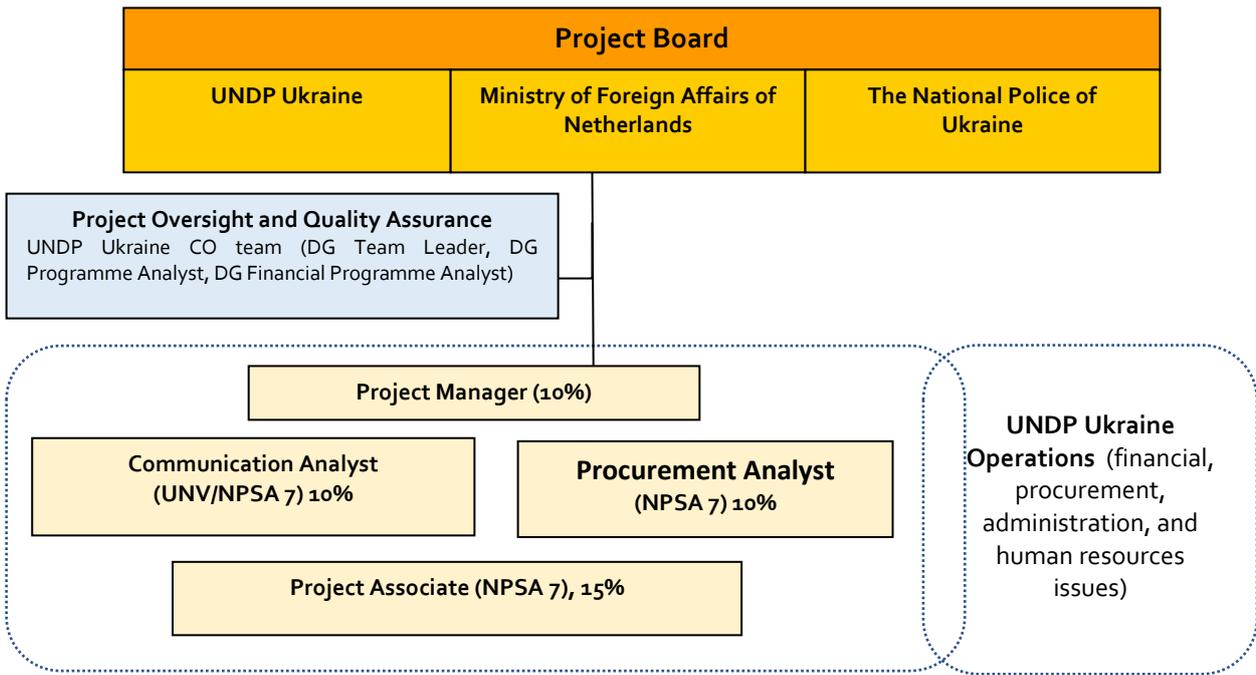 Project Board
UNDP Ukraine
Ministry of Foreign Affairs of
Netherlands
The National Police of
Ukraine
Project Oversight and Quality Assurance
UNDP Ukraine CO team (DG Team Leader, DG
Programme Analyst, DG Financial Programme Analyst)
Project Manager (10%)
Communication Analyst
(UNV/NPSA 7) 10%
Procurement Analyst
(NPSA 7) 10%
Project Associate (NPSA 7), 15%
UNDP Ukraine
Operations (financial,
procurement,
administration, and
human resources
issues)